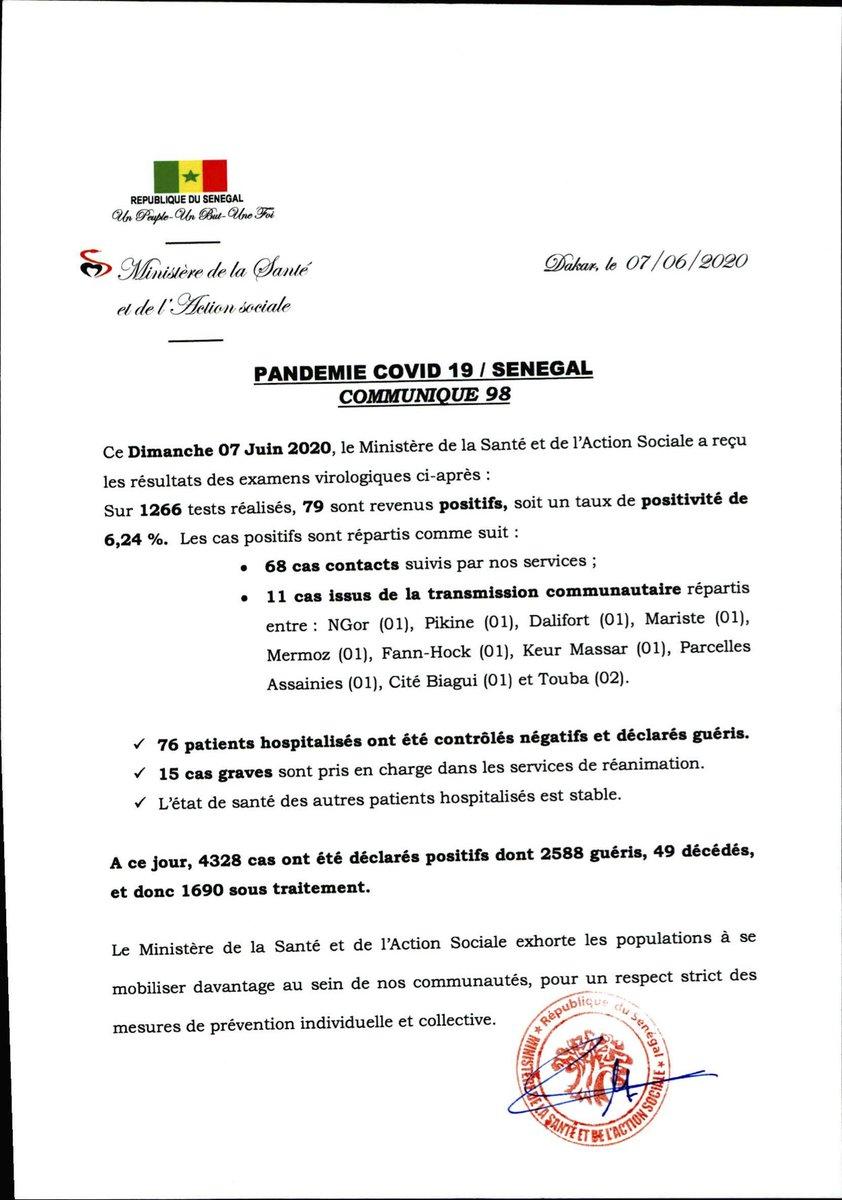 REPUBLIQUE DU SENEGAL
Un Peuple-Un But-Une Foi
Ministère de la Santé
et de l'Action sociale
Dakar, le 07/06/2020
PANDEMIE COVID 19 / SENEGAL
COMMUNIQUE 98
Ce Dimanche 07 Juin 2020, le Ministère de la Santé et de l'Action Sociale a reçu
les résultats des examens virologiques ci-après :
Sur 1266 tests réalisés, 79 sont revenus positifs, soit un taux de positivité de
6,24 %. Les cas positifs sont répartis comme suit :
• 68 cas contacts suivis par nos services ;
• 11 cas issus de la transmission communautaire répartis
entre : NGor (01), Pikine (01), Dalifort (01), Mariste (01),
Mermoz (01), Fann-Hock (01), Keur Massar (01), Parcelles
Assainies (01), Cité Biagui (01) et Touba (02).
✓ 76 patients hospitalisés ont été contrôlés négatifs et déclarés guéris.
✓ 15 cas graves sont pris en charge dans les services de réanimation.
✓ L'état de santé des autres patients hospitalisés est stable.
A ce jour, 4328 cas ont été déclarés positifs dont 2588 guéris, 49 décédés,
et donc 1690 sous traitement.
Le Ministère de la Santé et de l'Action Sociale exhorte les populations à se
mobiliser davantage au sein de nos communautés, pour un respect strict des
mesures de prévention individuelle et collective.
République du Sénégal
MINISTERE DE LA SANTÉ ET DE L'ACTION SOCIALE